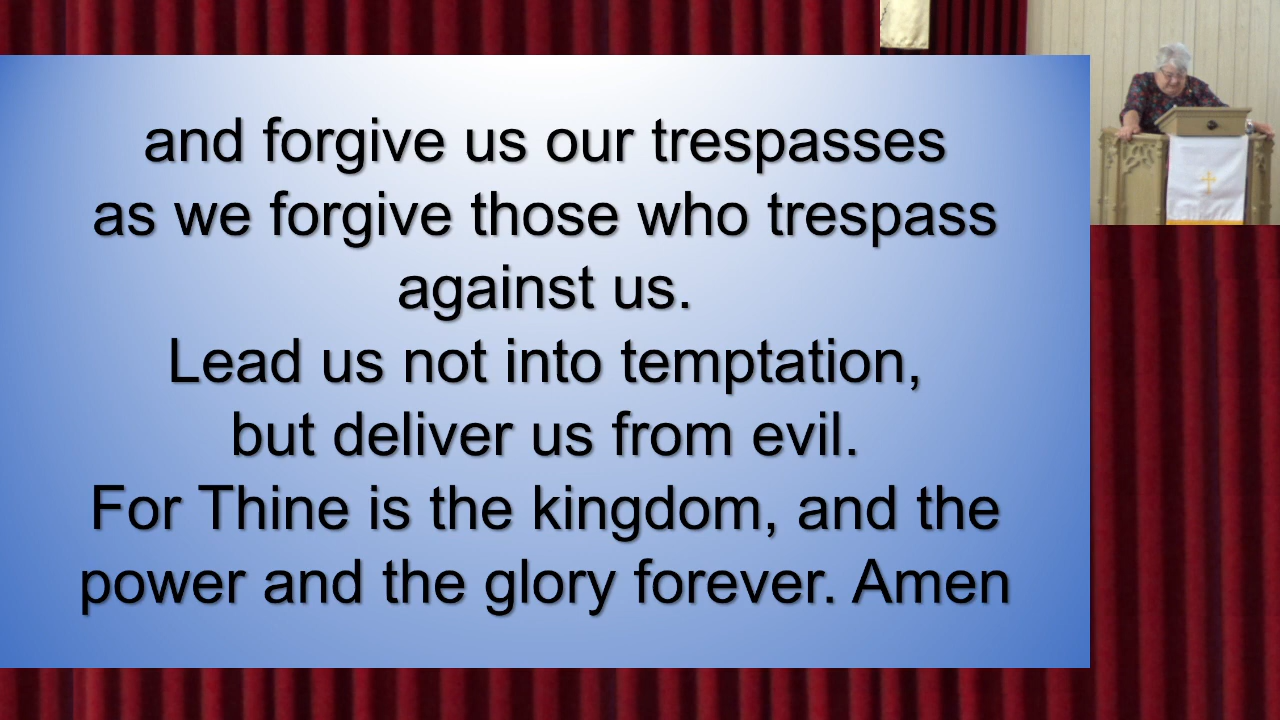 and forgive us our trespasses
as we forgive those who trespass
against us.
Lead us not into temptation,
but deliver us from evil.
For Thine is the kingdom, and the
power and the glory forever. Amen